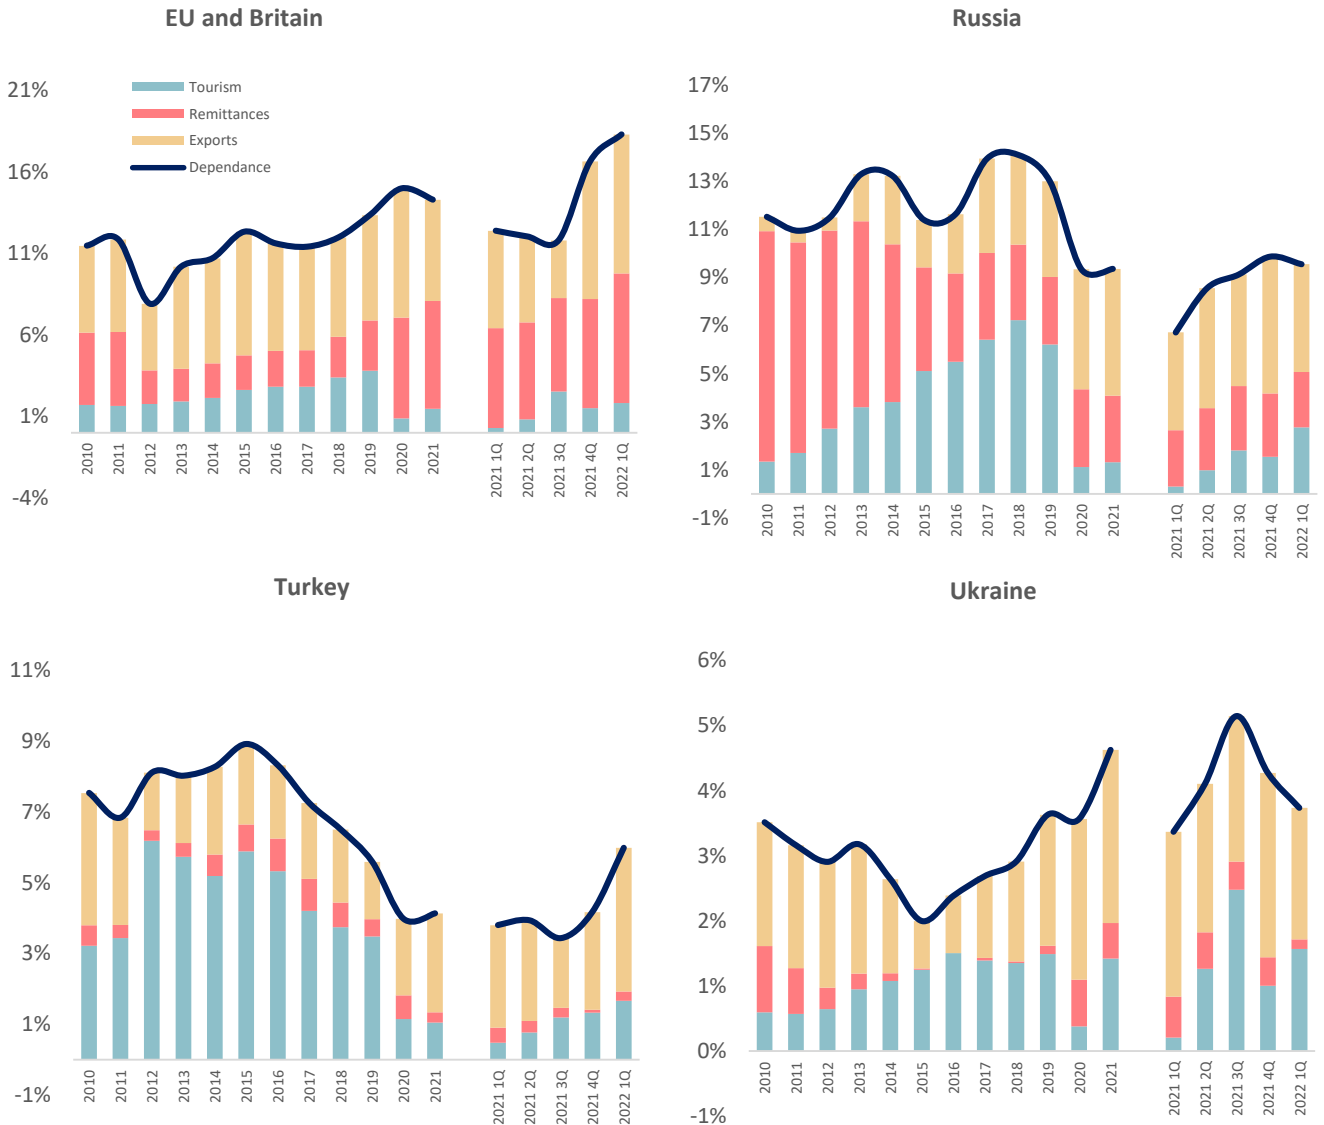 EU and Britain
21%
16%
11%
6%
1%
-4%
Tourism
Remittances
Exports
Dependance
2010
2011
2012
2013
2014
2015
2016
2017
2018
2019
2020
2021
2021 1Q
2021 2Q
2021 3Q
2021 4Q
2022 1Q
Russia
17%
15%
13%
11%
9%
7%
5%
3%
1%
-1%
2010
2011
2012
2013
2014
2015
2016
2017
2018
2019
2020
2021
2021 1Q
2021 2Q
2021 3Q
2021 4Q
2022 1Q
Turkey
11%
9%
7%
5%
3%
1%
-1%
2010
2011
2012
2013
2014
2015
2016
2017
2018
2019
2020
2021
2021 1Q
2021 2Q
2021 3Q
2021 4Q
2022 1Q
Ukraine
6%
5%
4%
3%
2%
1%
0%
-1%
2010
2011
2012
2013
2014
2015
2016
2017
2018
2019
2020
2021
2021 1Q
2021 2Q
2021 3Q
2021 4Q
2022 1Q